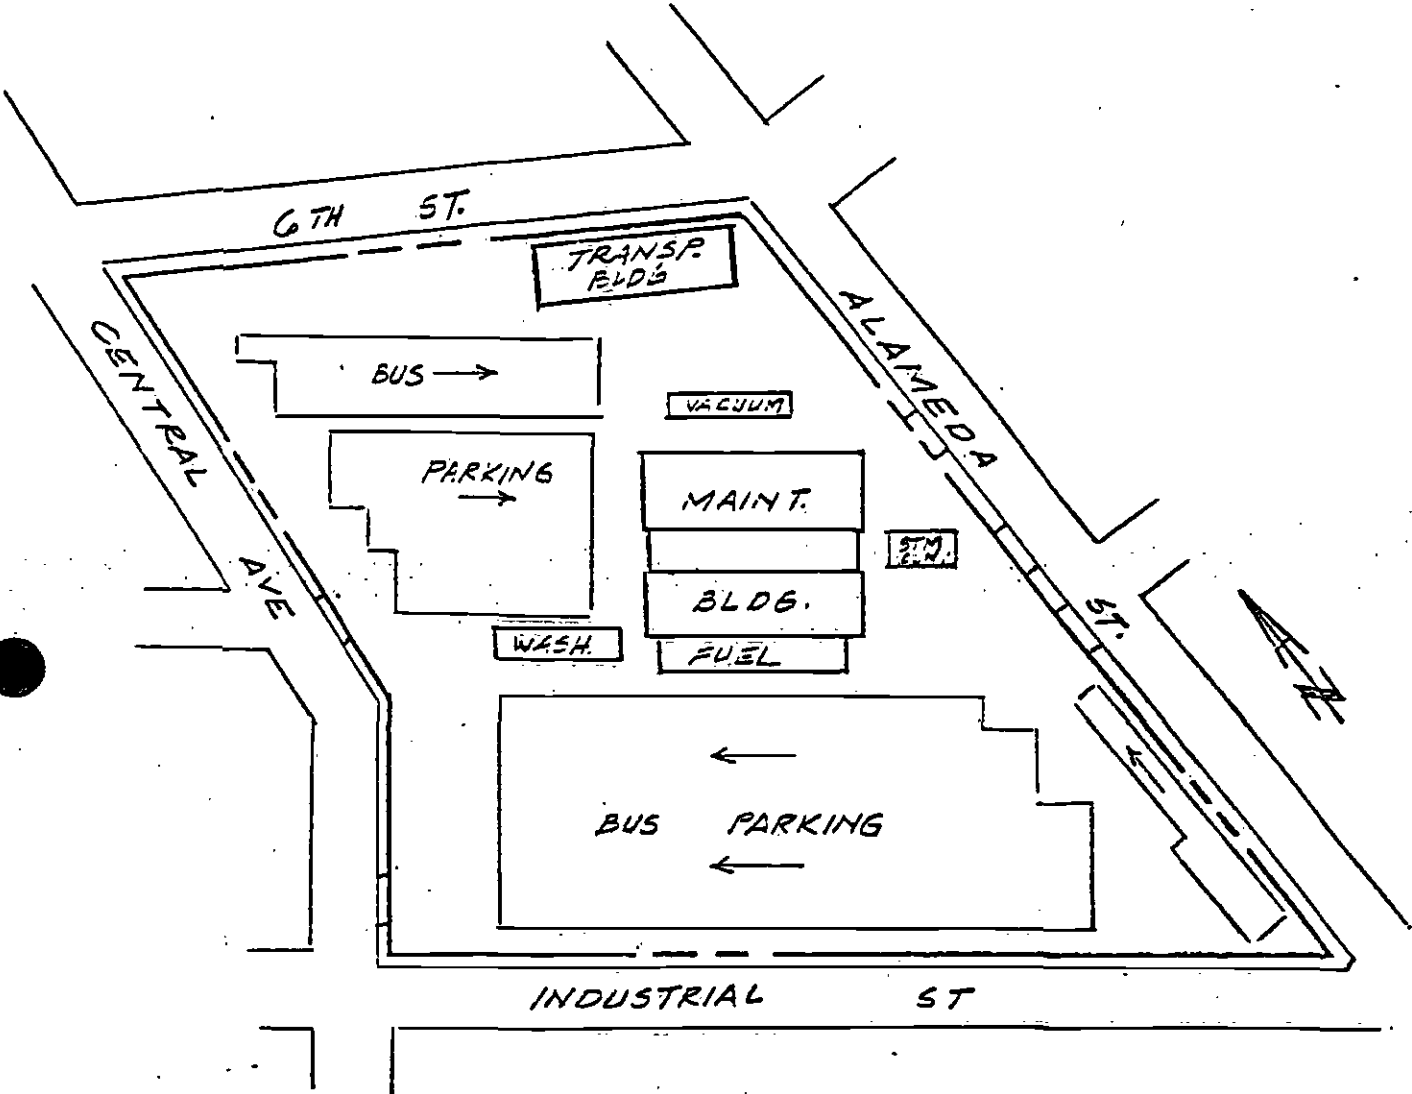 6TH ST.
TRANSP.
BLDG
CENTRAL
AVE
ALAMEDA
ST.
BUS
VACUUM
PARKING
MAINT.
STM.
BLDG.
WASH.
FUEL
N
BUS PARKING
INDUSTRIAL ST